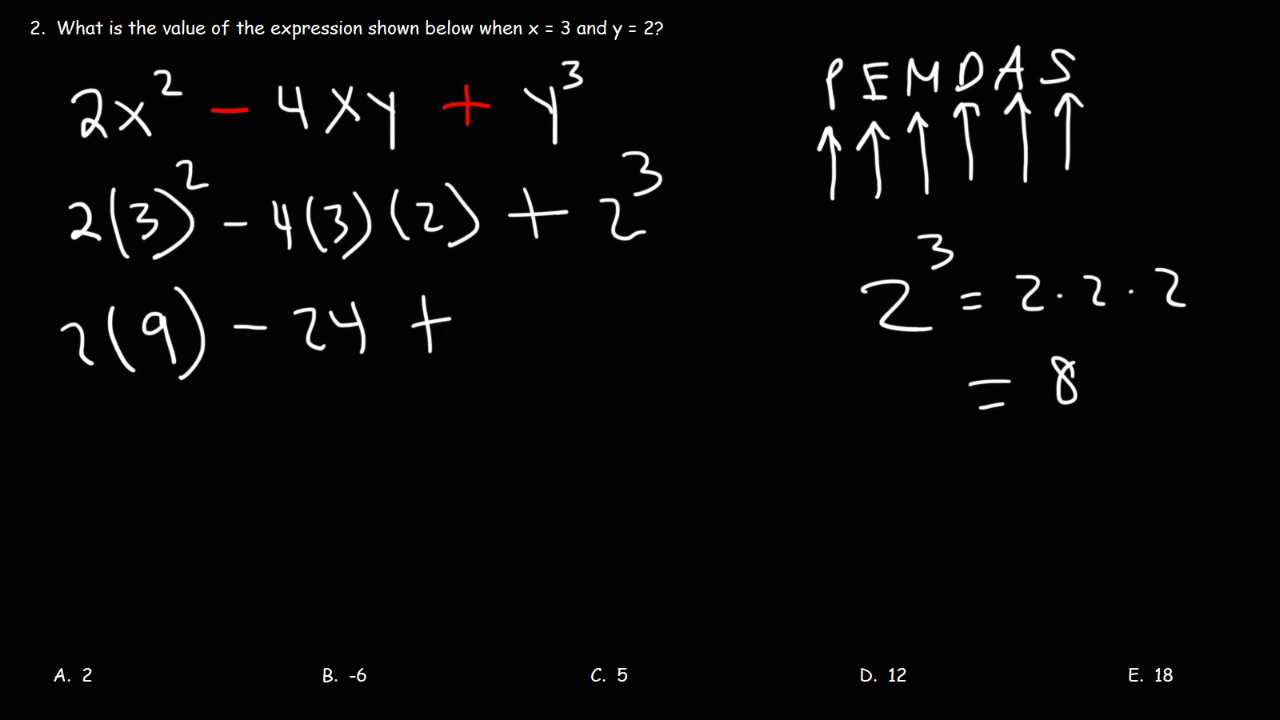 2. What is the value of the expression shown below when x = 3 and y = 2?
2x² - 4xy + y³
PEMDAS
2(3)² - 4(3)(2) + 2³
2(9) - 24 +
2³ = 2·2·2
= 8
A. 2 B. -6 C. 5 D. 12 E. 18